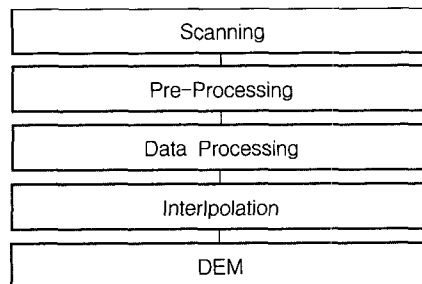 Scanning
Pre-Processing
Data Processing
Interlpolation
DEM